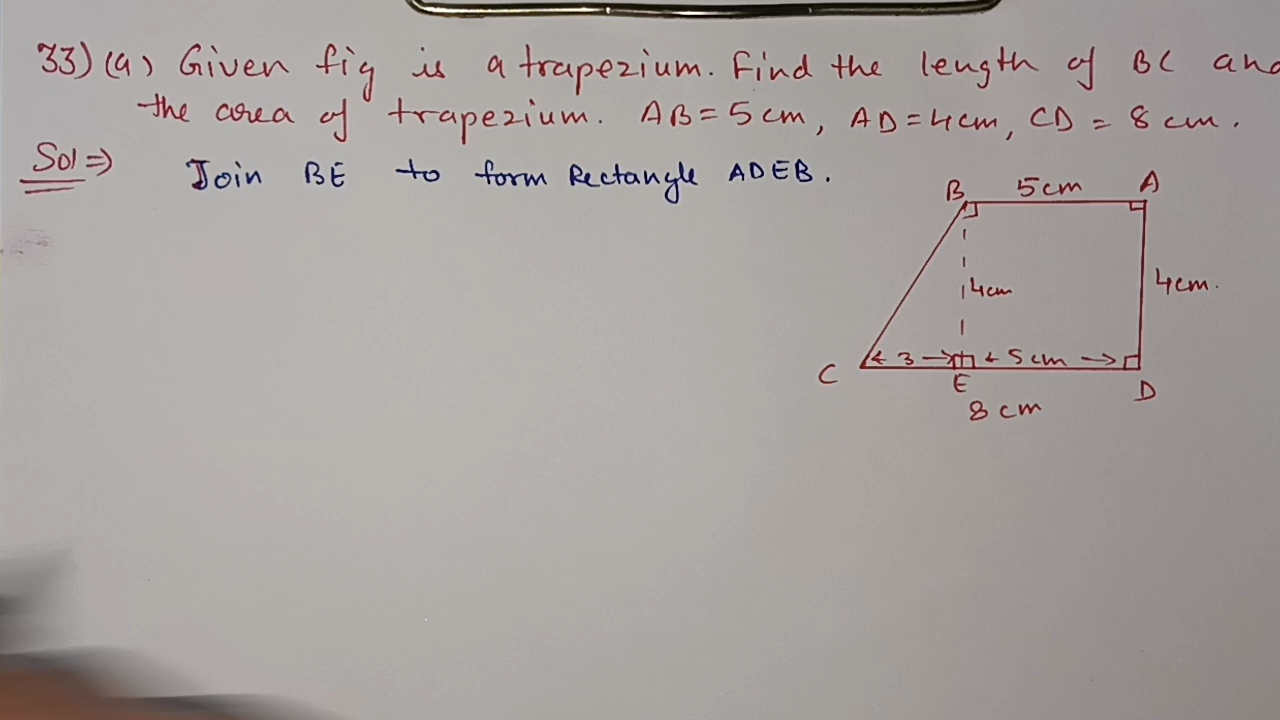 33) (a) Given fig is a trapezium. Find the length of BC and
the area of trapezium. AB = 5 cm, AD = 4 cm, CD = 8 cm.
Sol ⇒ Join BE to form Rectangle ADEB.
B 5cm A
4cm 4cm.
C ← 3 → ← 5 cm →
E D
8 cm